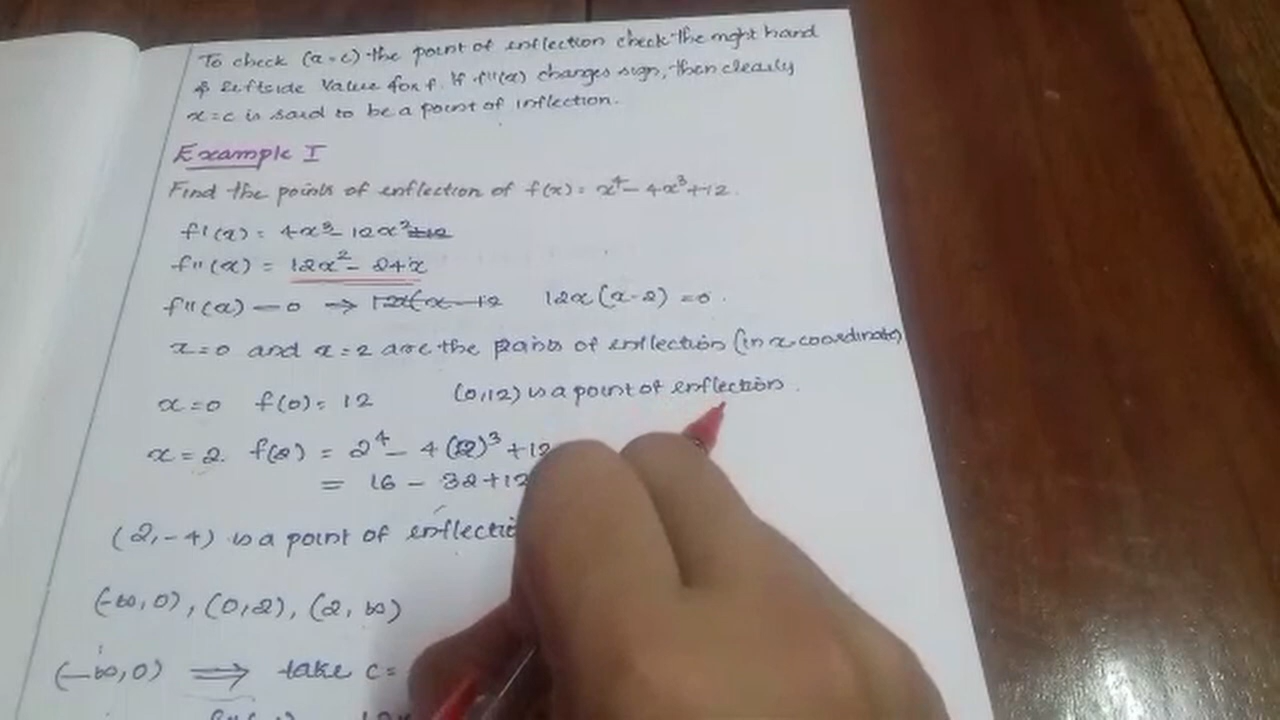 To check (x=c) the point of inflection check the right hand
& leftside value for f. If f''(x) changes sign, then clearly
x=c is said to be a point of inflection.
Example I
Find the points of inflection of f(x) = x⁴ - 4x³ + 12.
f'(x) = 4x³ - 12x² + 12
f''(x) = 12x² - 24x
f''(x) = 0 ⇒ 12x(x-12 12x(x-2) = 0.
x=0 and x=2 are the points of inflection (in x-coordinate)
x=0 f(0) = 12 (0,12) is a point of inflection.
x = 2 f(2) = 2⁴ - 4(2)³ + 12
= 16 - 32 + 12
(2,-4) is a point of inflectio
(-∞,0), (0,2), (2,∞)
(-∞,0) ⇒ take c =